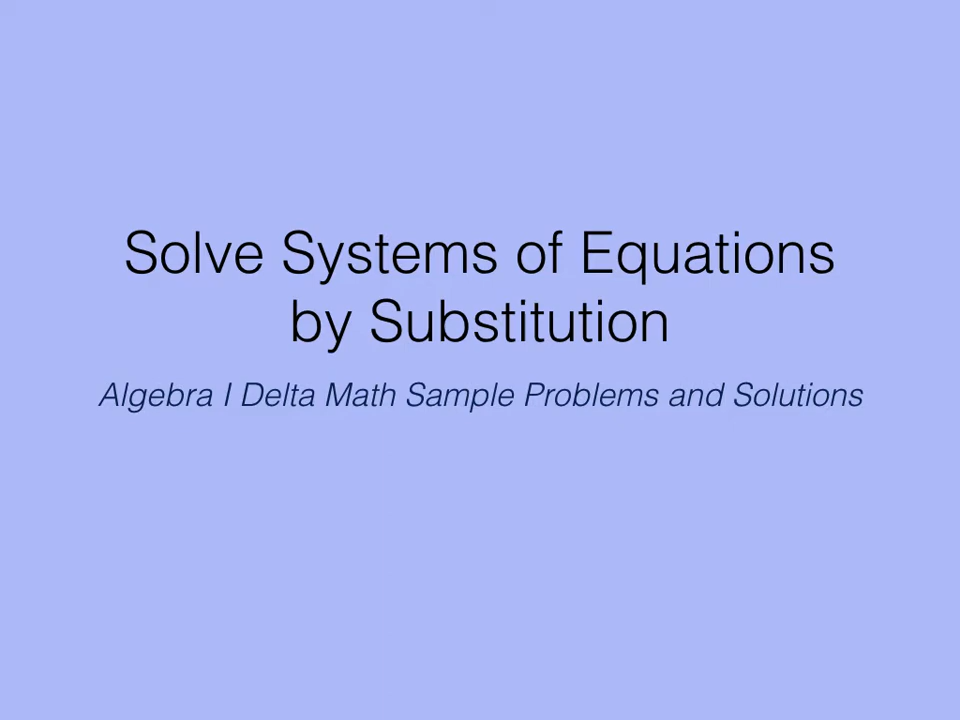 Solve Systems of Equations
by Substitution
Algebra I Delta Math Sample Problems and Solutions